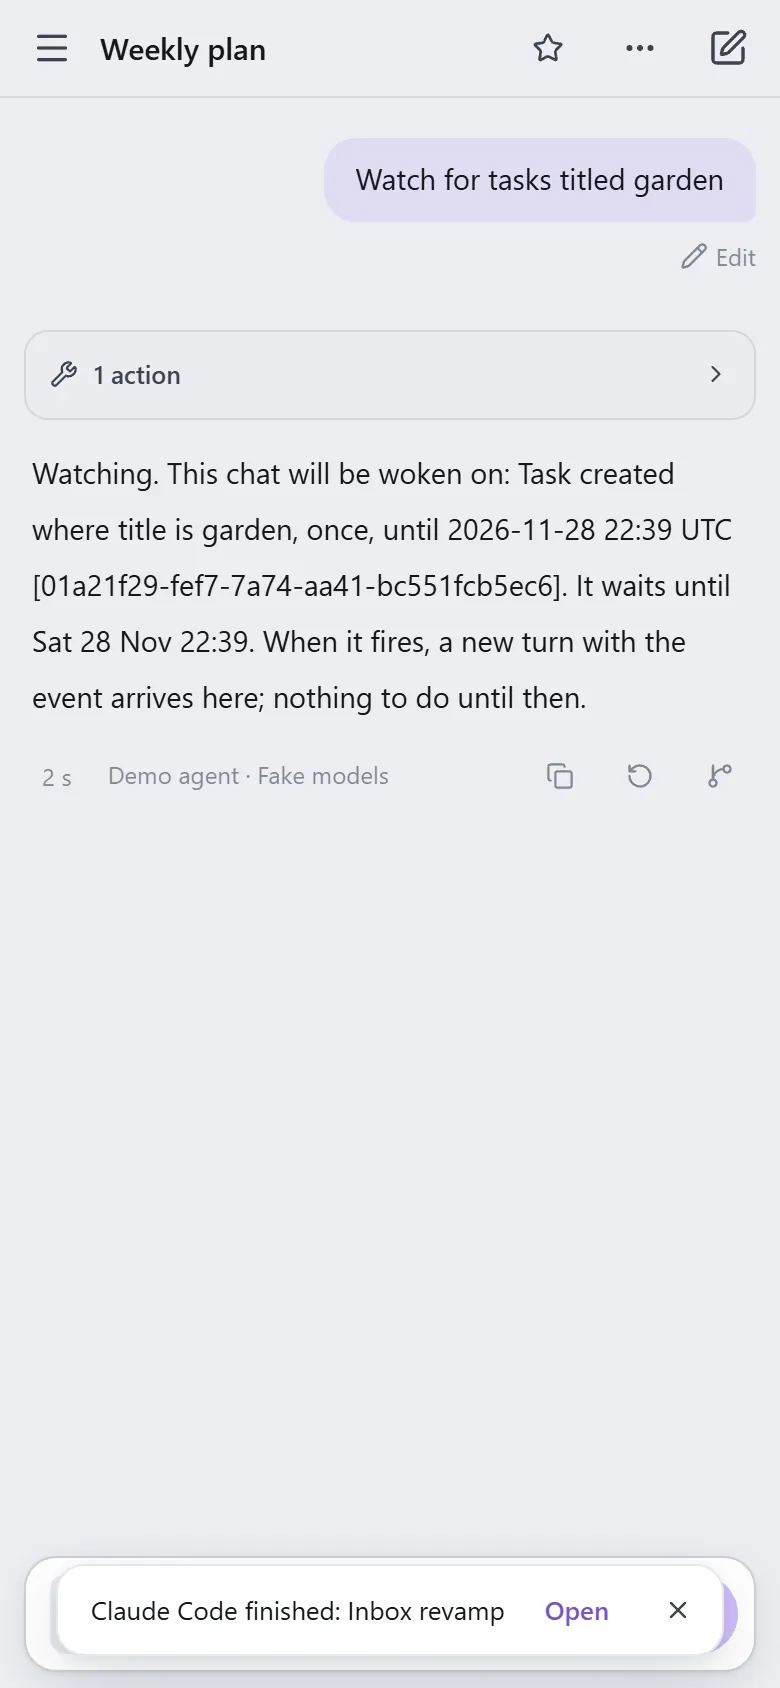 Weekly plan
Watch for tasks titled garden
Edit
1 action
Watching. This chat will be woken on: Task created
where title is garden, once, until 2026-11-28 22:39 UTC
[01a21f29-fef7-7a74-aa41-bc551fcb5ec6]. It waits until
Sat 28 Nov 22:39. When it fires, a new turn with the
event arrives here; nothing to do until then.
2 s Demo agent · Fake models
Claude Code finished: Inbox revamp Open